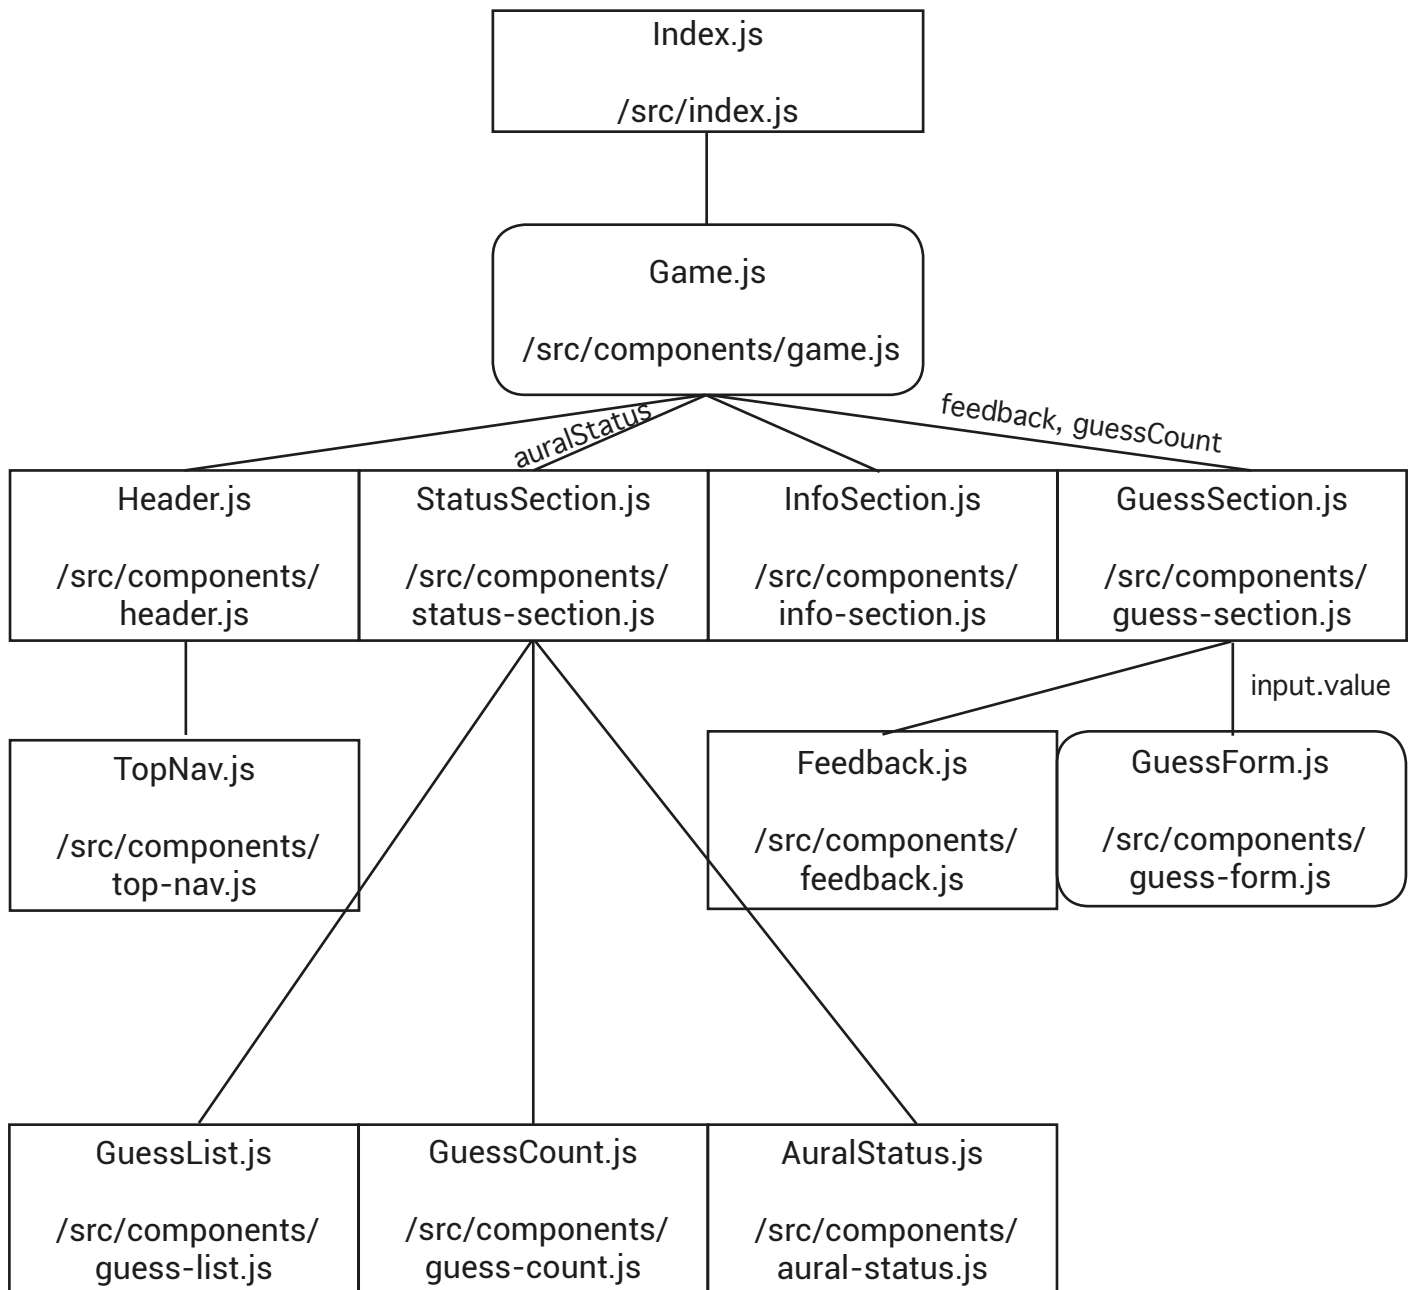 Index.js
/src/index.js
Game.js
/src/components/game.js
auralStatus
feedback, guessCount
Header.js
/src/components/
header.js
StatusSection.js
/src/components/
status-section.js
InfoSection.js
/src/components/
info-section.js
GuessSection.js
/src/components/
guess-section.js
input.value
TopNav.js
/src/components/
top-nav.js
Feedback.js
/src/components/
feedback.js
GuessForm.js
/src/components/
guess-form.js
GuessList.js
/src/components/
guess-list.js
GuessCount.js
/src/components/
guess-count.js
AuralStatus.js
/src/components/
aural-status.js